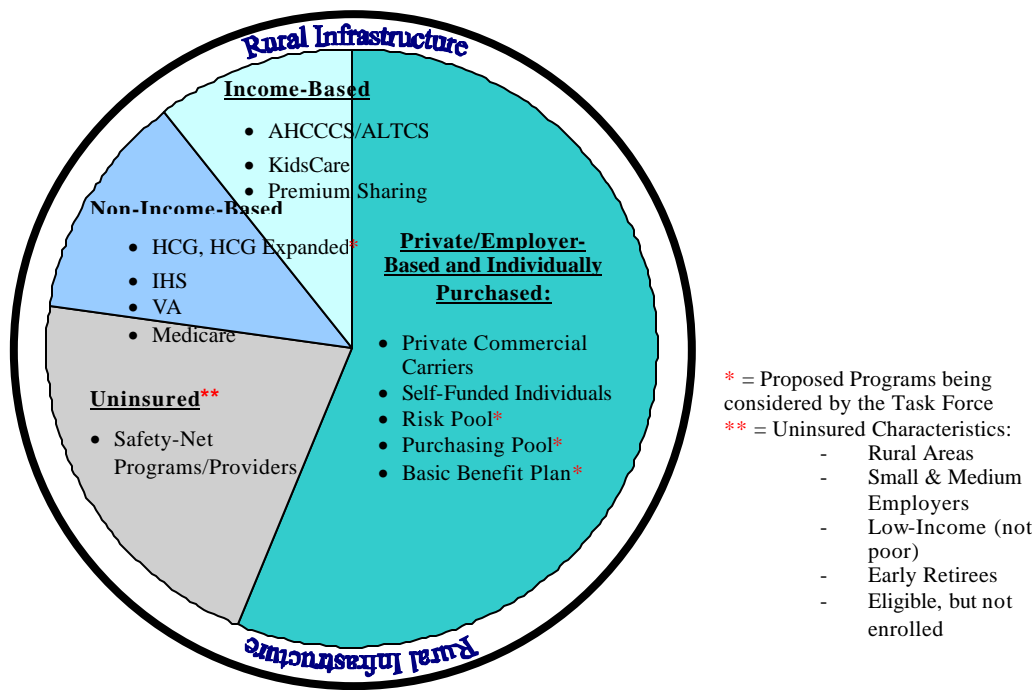 Rural Infrastructure
Income-Based
• AHCCCS/ALTCS
• KidsCare
• Premium Sharing
Non-Income-Based
• HCG, HCG Expanded*
• IHS
• VA
• Medicare
Private/Employer-
Based and Individually
Purchased:
• Private Commercial
Carriers
• Self-Funded Individuals
• Risk Pool*
• Purchasing Pool*
• Basic Benefit Plan*
Uninsured**
• Safety-Net
Programs/Providers
Rural Infrastructure
* = Proposed Programs being
considered by the Task Force
** = Uninsured Characteristics:
- Rural Areas
- Small & Medium
Employers
- Low-Income (not
poor)
- Early Retirees
- Eligible, but not
enrolled